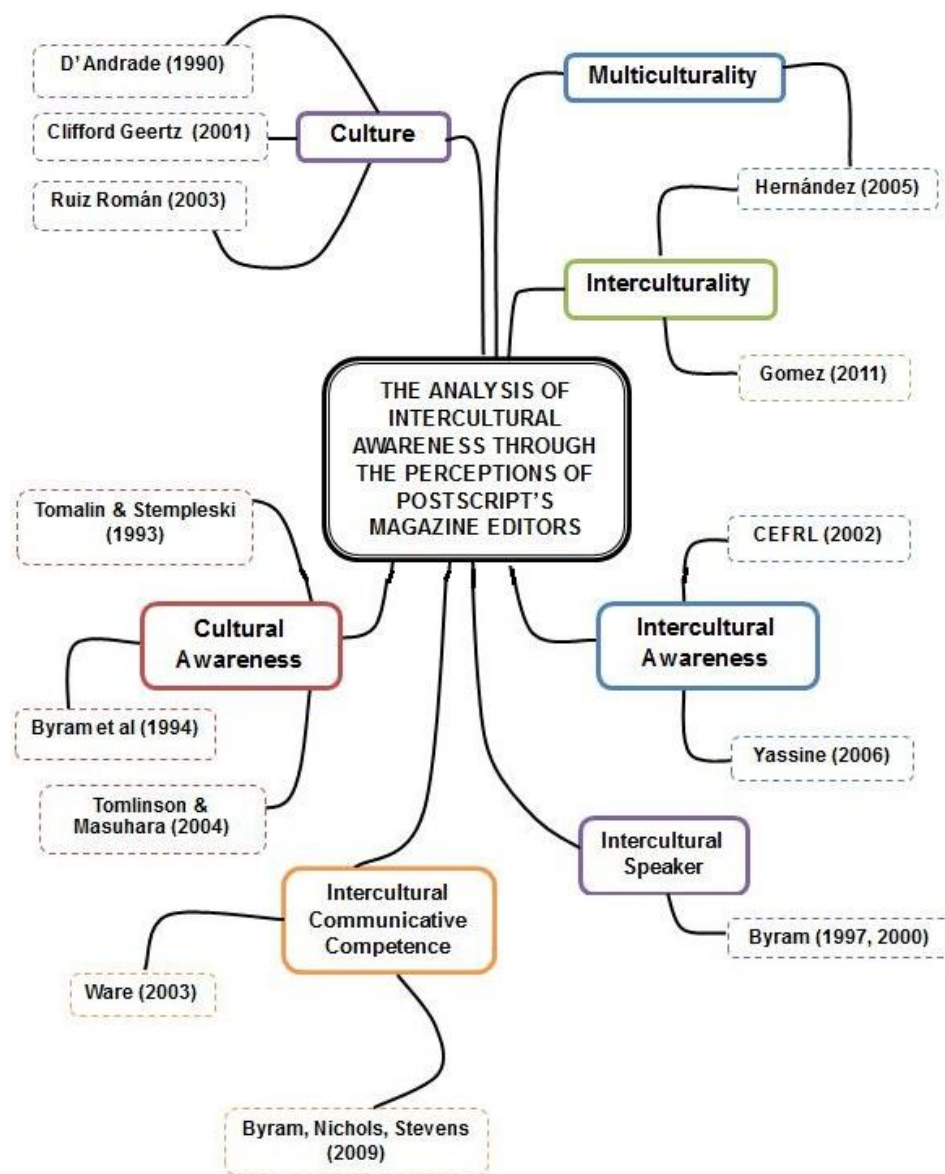 D' Andrade (1990)
Clifford Geertz (2001)
Ruiz Román (2003)
Culture
Multiculturality
Hernández (2005)
Interculturality
Gomez (2011)
THE ANALYSIS OF
INTERCULTURAL
AWARENESS THROUGH
THE PERCEPTIONS OF
POSTSCRIPT'S
MAGAZINE EDITORS
Tomalin & Stempleski
(1993)
Cultural
Awareness
Byram et al (1994)
Tomlinson &
Masuhara (2004)
CEFRL (2002)
Intercultural
Awareness
Yassine (2006)
Intercultural
Speaker
Byram (1997, 2000)
Intercultural
Communicative
Competence
Ware (2003)
Byram, Nichols, Stevens
(2009)